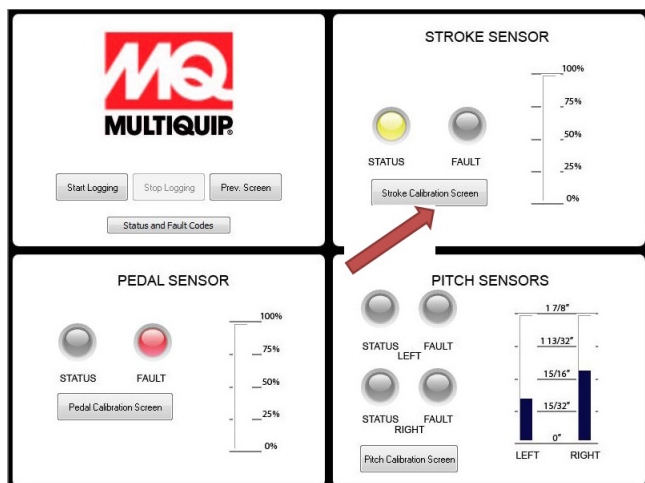 MQ
MULTIQUIP®
Start Logging
Stop Logging
Prev. Screen
Status and Fault Codes
STROKE SENSOR
100%
75%
50%
25%
0%
STATUS
FAULT
Stroke Calibration Screen
PEDAL SENSOR
100%
75%
50%
25%
0%
STATUS
FAULT
Pedal Calibration Screen
PITCH SENSORS
STATUS
FAULT
LEFT
STATUS
FAULT
RIGHT
Pitch Calibration Screen
1 7/8"
1 13/32"
15/16"
15/32"
0"
LEFT
RIGHT